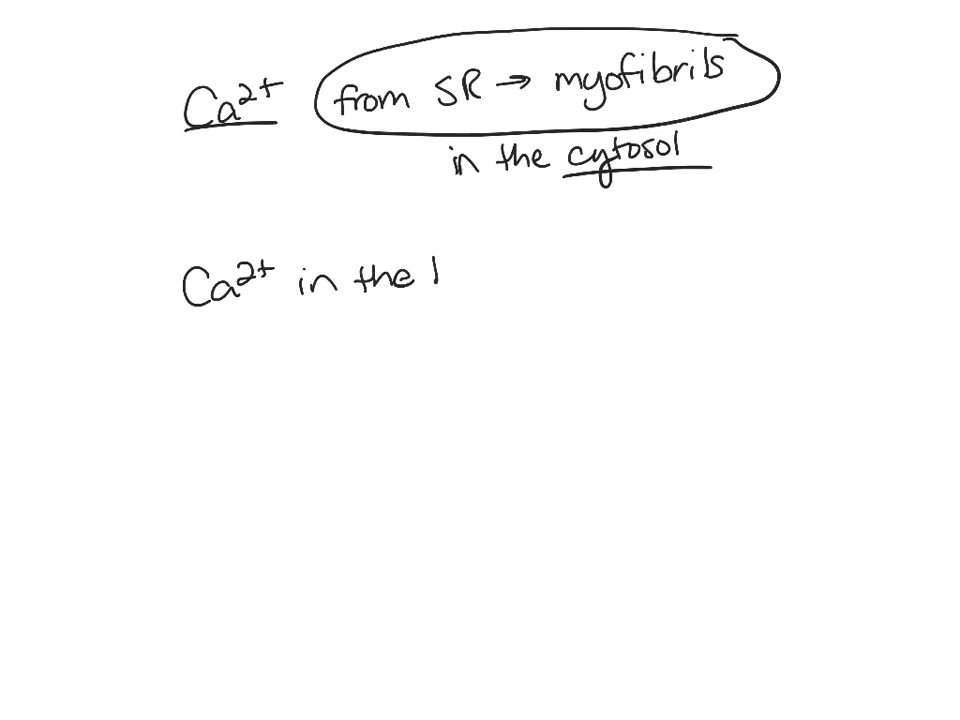 Ca²⁺ from SR → myofibrils
in the cytosol
Ca²⁺ in the